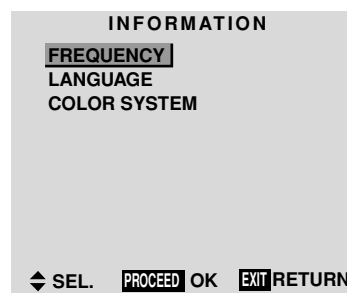 INFORMATION
FREQUENCY
LANGUAGE
COLOR SYSTEM
SEL. PROCEED OK EXIT RETURN